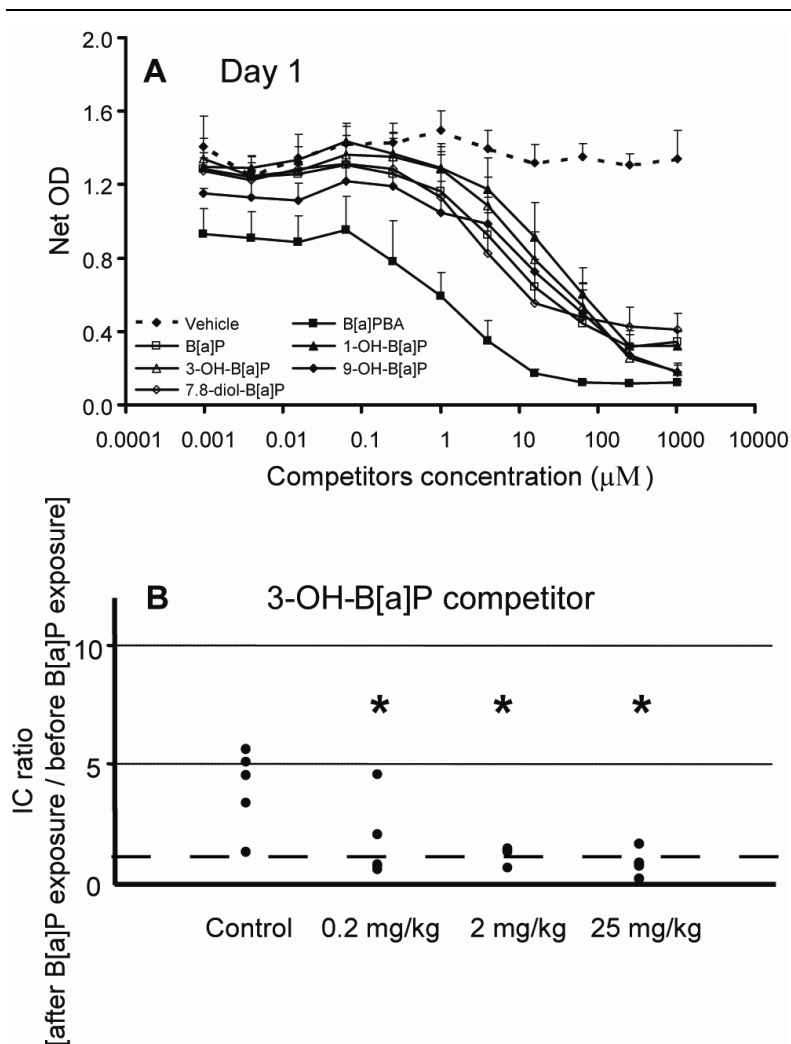 2.0
A Day 1
1.6
1.2
Net OD
0.8
0.4
Vehicle B[a]PBA
B[a]P 1-OH-B[a]P
3-OH-B[a]P 9-OH-B[a]P
7.8-diol-B[a]P
0.0
0.0001 0.001 0.01 0.1 1 10 100 1000 10000
Competitors concentration (μM)
B 3-OH-B[a]P competitor
IC ratio
[after B[a]P exposure / before B[a]P exposure]
10
* * *
5
0
Control 0.2 mg/kg 2 mg/kg 25 mg/kg